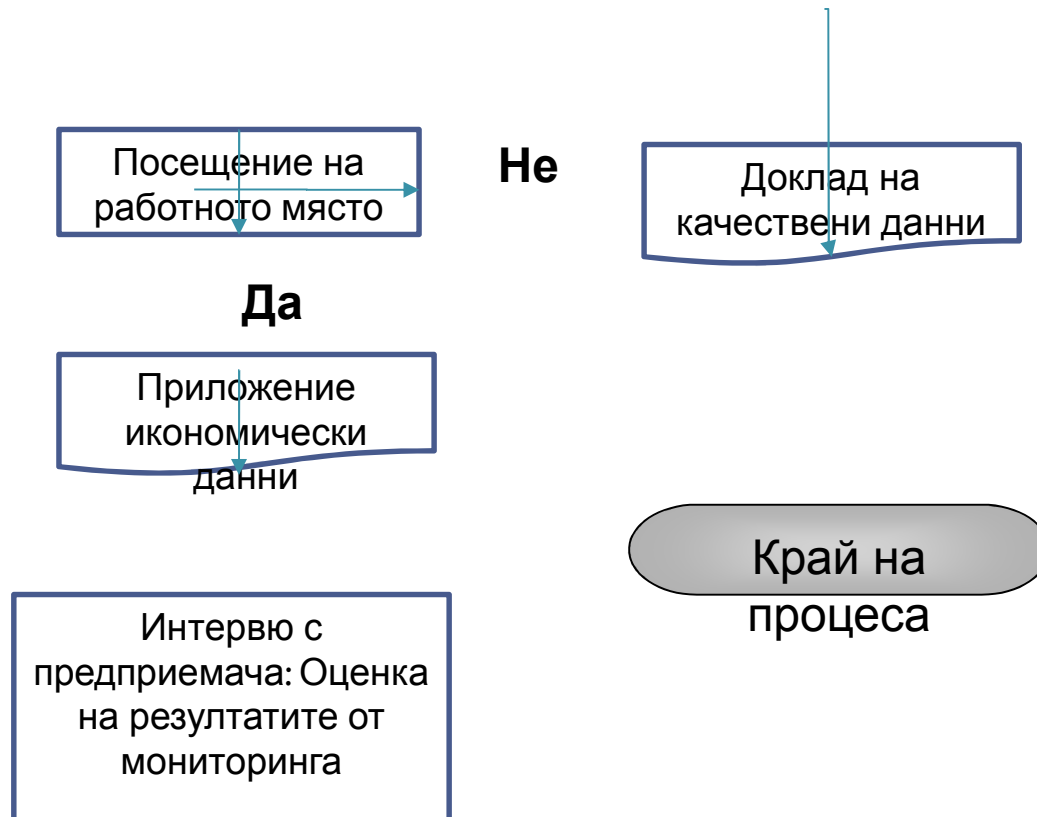 Посещение на
работното място
Не
Доклад на
качествени данни
Да
Приложение
икономически
данни
Край на
процеса
Интервю с
предприемача: Оценка
на резултатите от
мониторинга